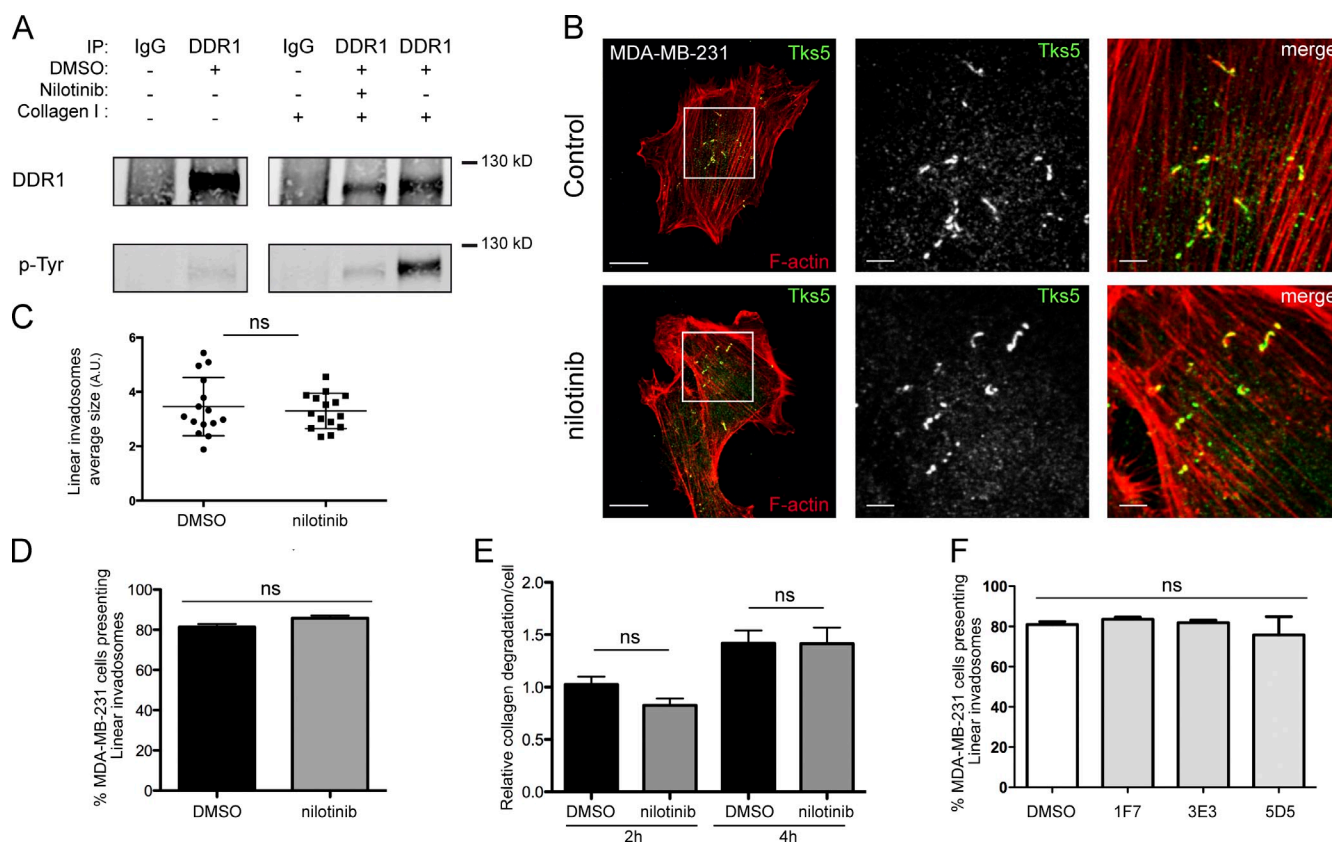 A
IP: IgG DDR1 IgG DDR1 DDR1
DMSO: - + - + +
Nilotinib: - - - + -
Collagen I : - - + + +
DDR1
130 kD
p-Tyr
130 kD
B
Control
MDA-MB-231 Tks5
F-actin
Tks5
merge
nilotinib
Tks5
F-actin
Tks5
merge
C
Linear invadosomes
average size (A.U.)
6
4
2
0
ns
DMSO nilotinib
D
% MDA-MB-231 cells presenting
Linear invadosomes
100
80
60
40
20
0
ns
DMSO nilotinib
E
Relative collagen degradation/cell
2.0
1.5
1.0
0.5
0.0
ns
ns
DMSO nilotinib DMSO nilotinib
2h 4h
F
% MDA-MB-231 cells presenting
Linear invadosomes
100
80
60
40
20
0
ns
DMSO 1F7 3E3 5D5